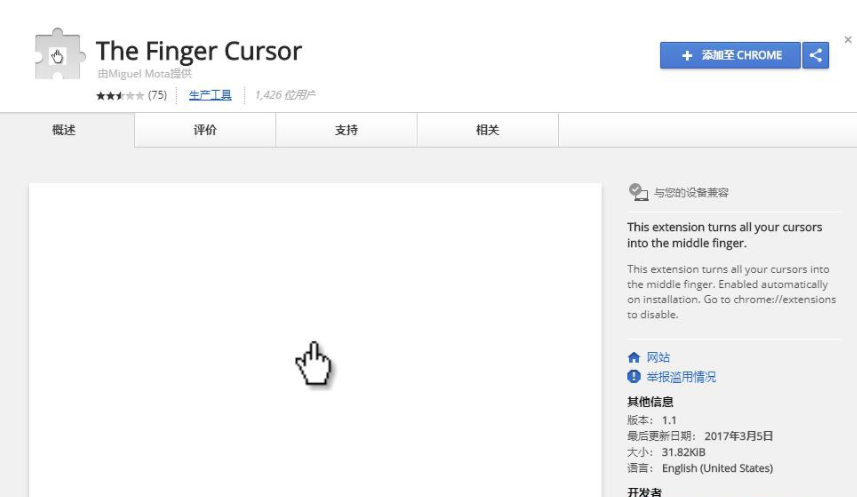 The Finger Cursor
由Miguel Mota提供
(75) 生产工具 1,426 位用户
添加至 CHROME
概述 评价 支持 相关
与您的设备兼容
This extension turns all your cursors
into the middle finger.
This extension turns all your cursors into
the middle finger. Enabled automatically
on installation. Go to chrome://extensions
to disable.
网站
举报滥用情况
其他信息
版本: 1.1
最后更新日期: 2017年3月5日
大小: 31.82KiB
语言: English (United States)
开发者